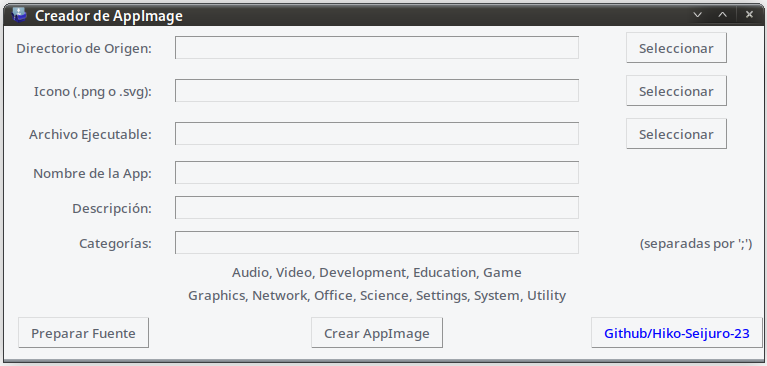 Creador de AppImage
Directorio de Origen: Seleccionar
Icono (.png o .svg): Seleccionar
Archivo Ejecutable: Seleccionar
Nombre de la App:
Descripción:
Categorías: (separadas por ';')
Audio, Video, Development, Education, Game
Graphics, Network, Office, Science, Settings, System, Utility
Preparar Fuente Crear AppImage Github/Hiko-Seijuro-23